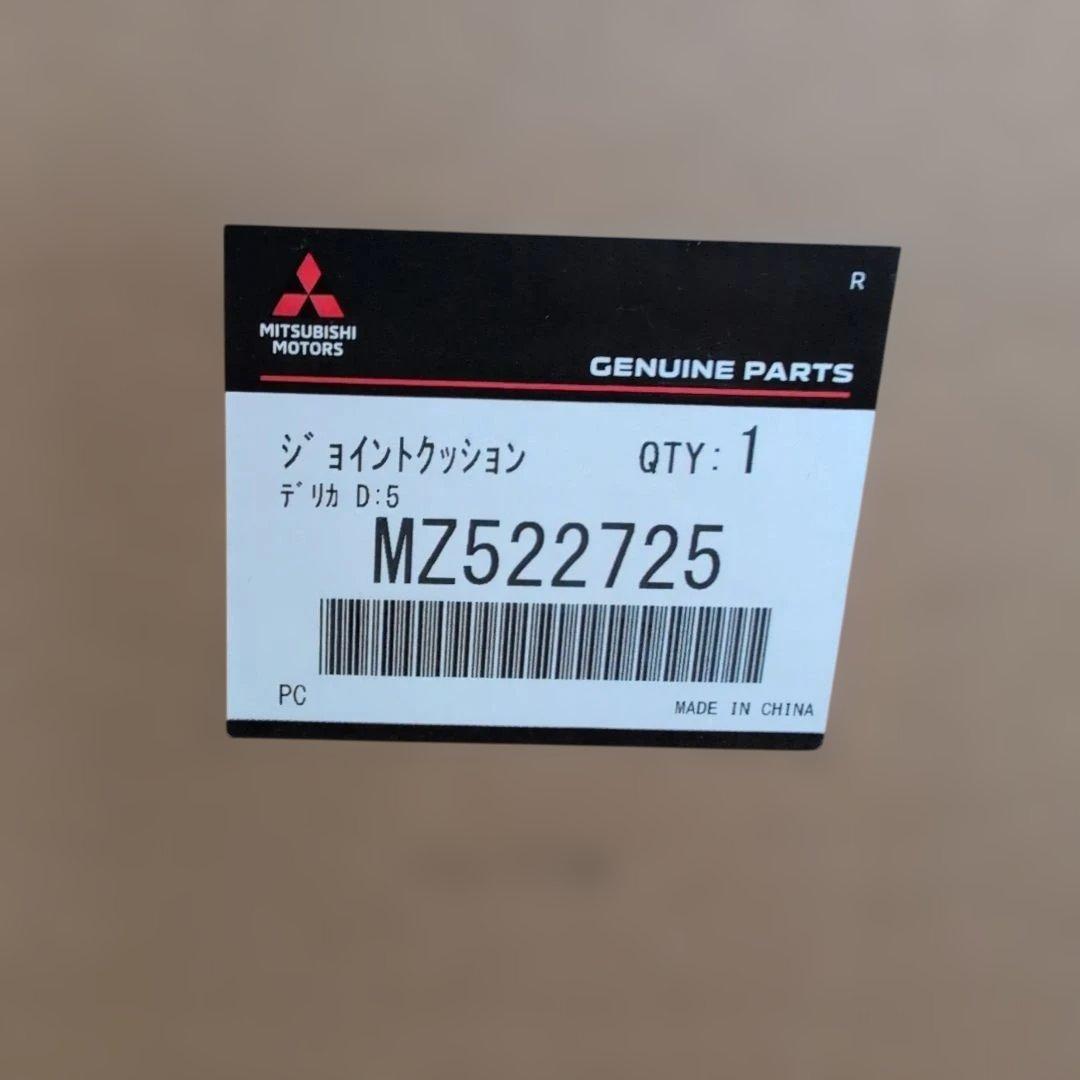 MITSUBISHI
MOTORS
R
GENUINE PARTS
ジョイントクッション QTY: 1
デリカ D:5
MZ522725
PC
MADE IN CHINA